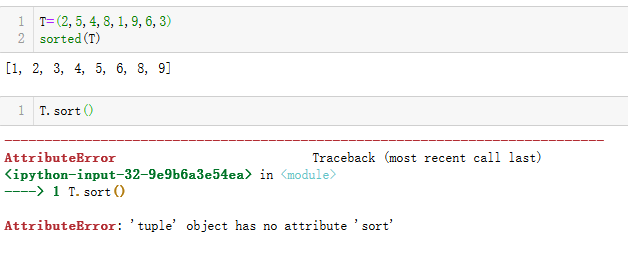 1 T=(2,5,4,8,1,9,6,3)
2 sorted(T)
[1, 2, 3, 4, 5, 6, 8, 9]
1 T.sort()
AttributeError Traceback (most recent call last)
<ipython-input-32-9e9b6a3e54ea> in <module>
----> 1 T.sort()
AttributeError: 'tuple' object has no attribute 'sort'